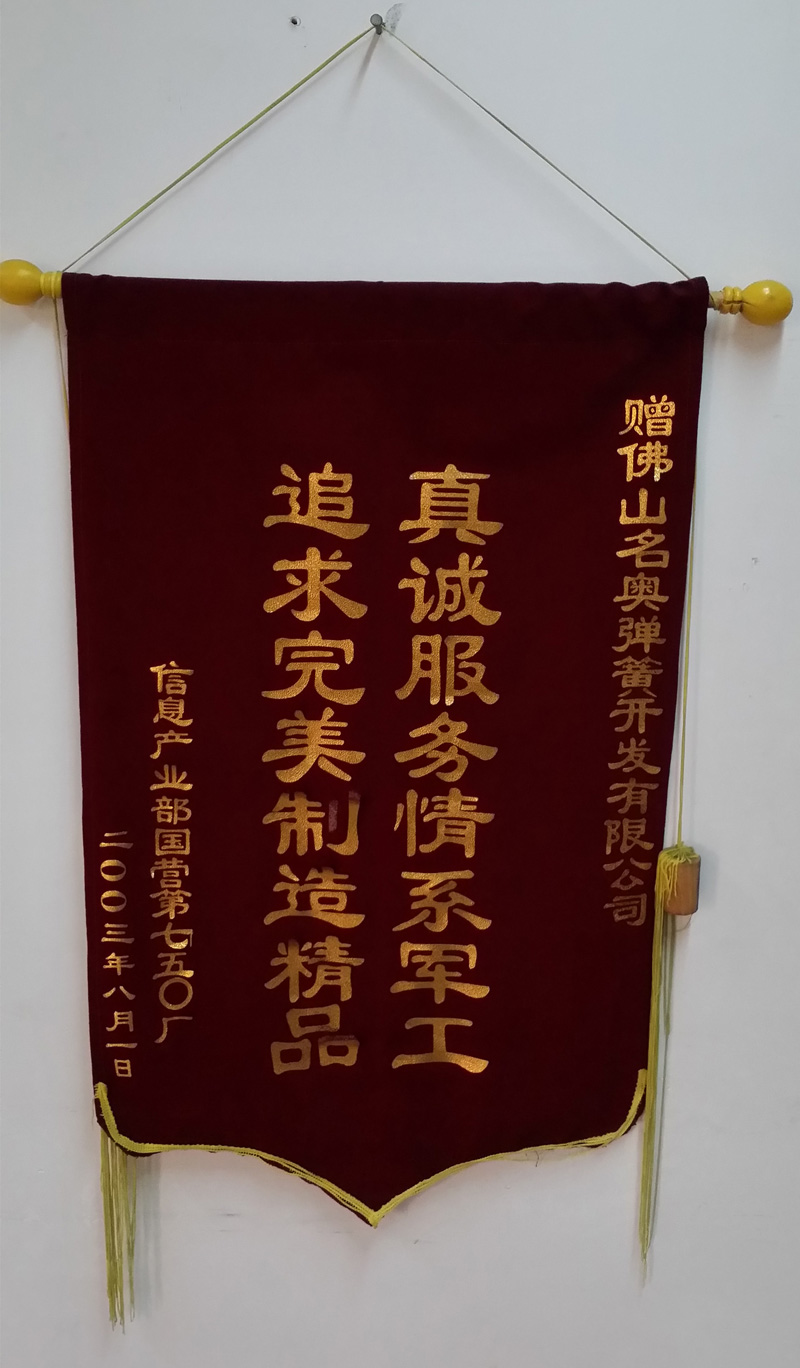 赠佛山名奥弹簧开发有限公司
真诚服务情系军工
追求完美制造精品
信息产业部国营第七五〇厂
二〇〇三年八月一日